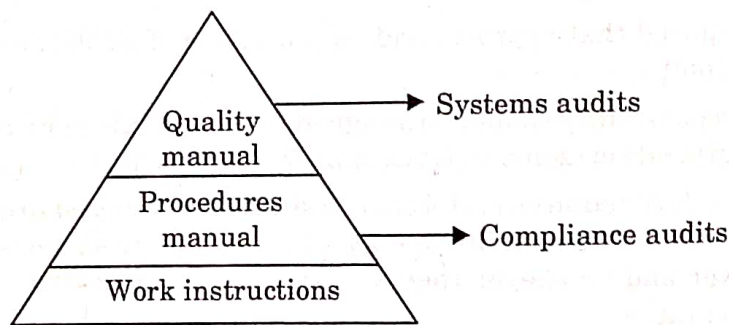 Systems audits
Quality
manual
Procedures
manual
Compliance audits
Work instructions